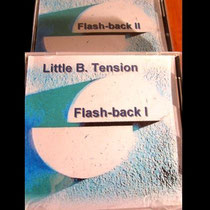 Flash-back II
Little B. Tension
Flash-back I